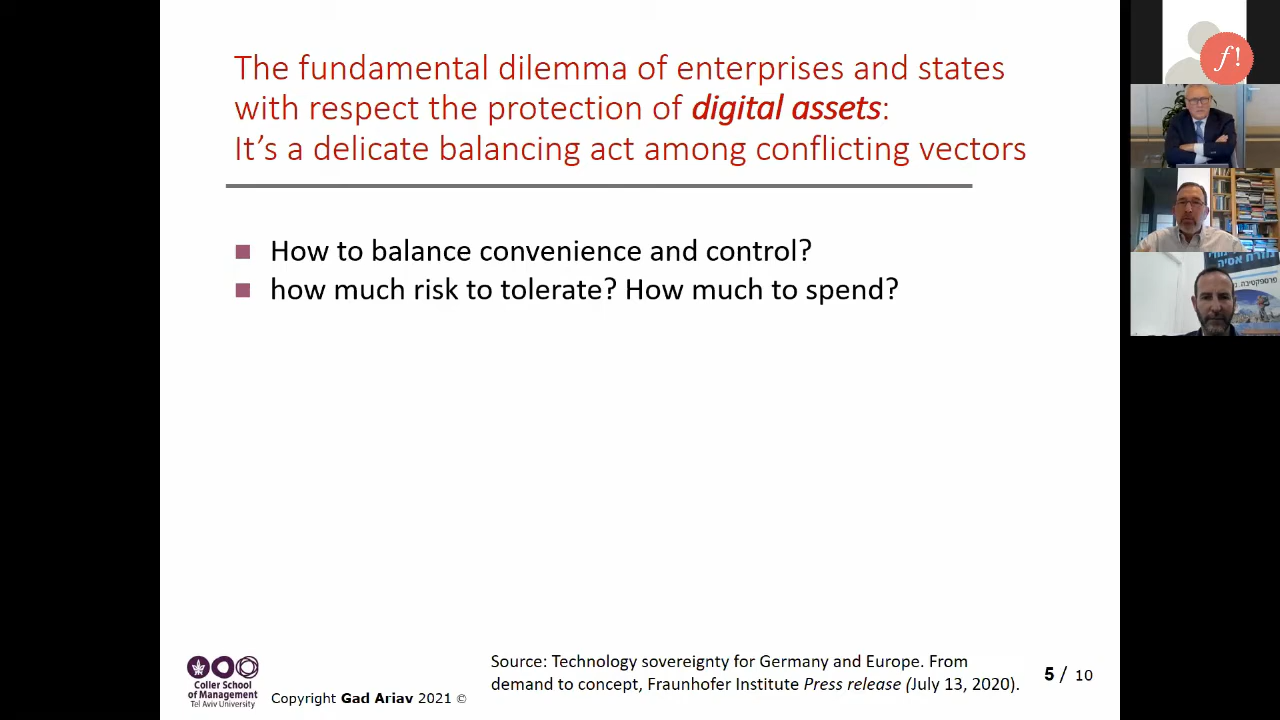 The fundamental dilemma of enterprises and states
with respect the protection of digital assets:
It's a delicate balancing act among conflicting vectors
How to balance convenience and control?
how much risk to tolerate? How much to spend?
Source: Technology sovereignty for Germany and Europe. From
demand to concept, Fraunhofer Institute Press release (July 13, 2020).
5 / 10
Coller School
of Management
Tel Aviv University
Copyright Gad Ariav 2021 ©
f!
מזרח אסיה